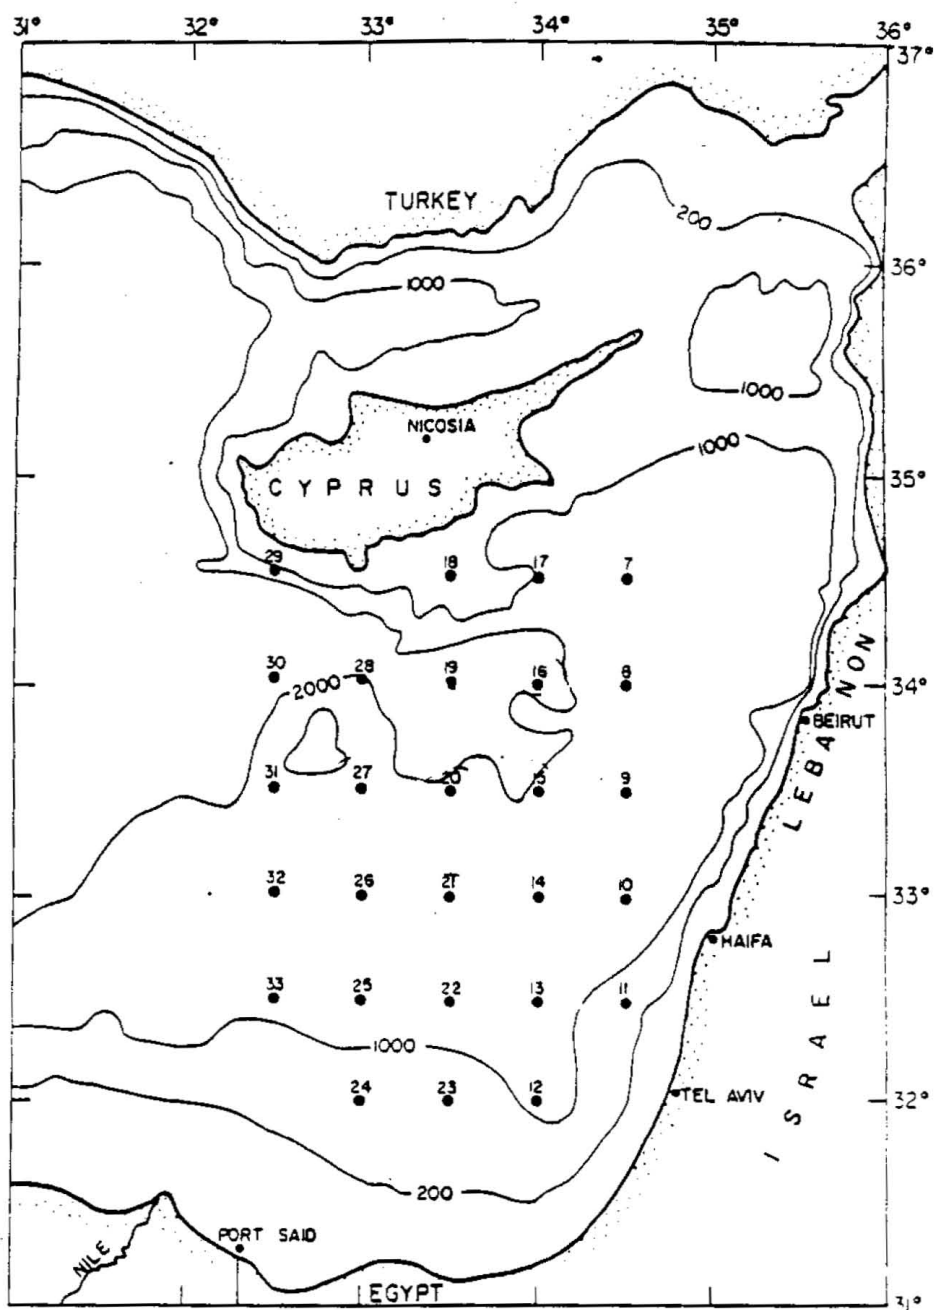 31° 32° 33° 34° 35° 36°
37°
TURKEY
200
1000
36°
1000
NICOSIA
1000
CYPRUS
35°
29 18 17 7
30 28 19 16 8
2000
34°
BEIRUT
LEBANON
31 27 20 15 9
32 26 21 14 10
33°
HAIFA
33 25 22 13 11
ISRAEL
1000
24 23 12
32°
TEL AVIV
200
PORT SAID
NILE
EGYPT
31°